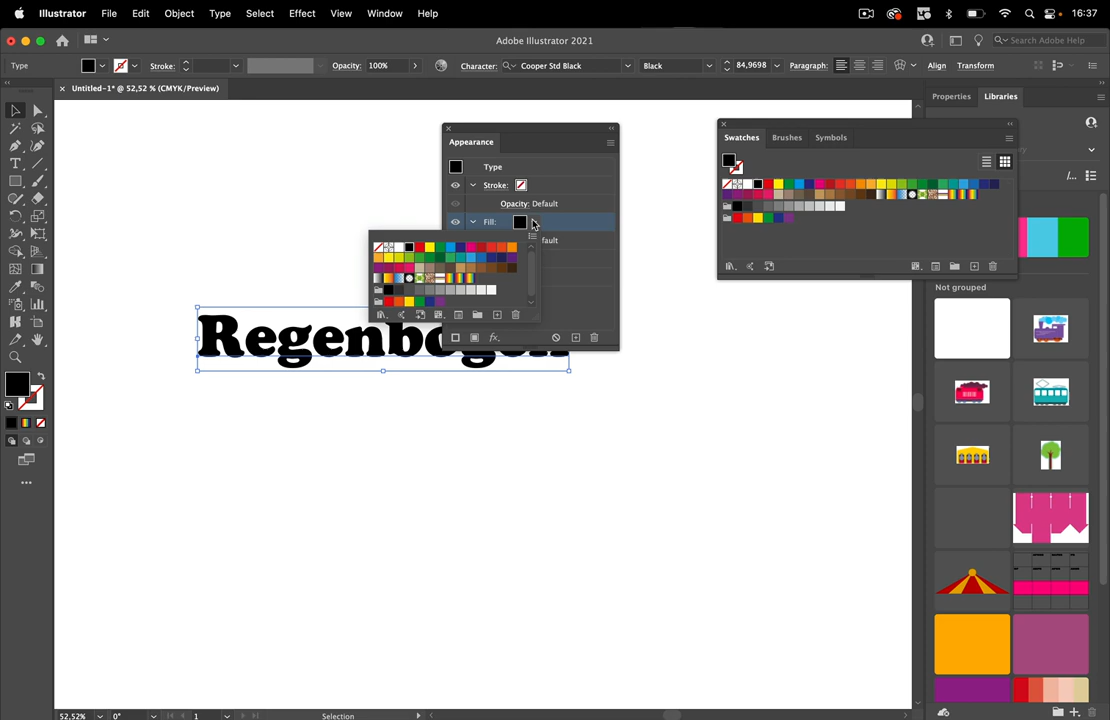 Illustrator File Edit Object Type Select Effect View Window Help 16:37
Adobe Illustrator 2021 Search Adobe Help
Type Stroke: Opacity: 100% Character: Cooper Std Black Black 84,9698 Paragraph: Align Transform
Untitled-1* @ 52,52 % (CMYK/Preview)
Properties Libraries
Appearance
Type
Stroke:
Opacity: Default
Fill:
fault
fx.
Swatches Brushes Symbols
Regenbogen
Not grouped
52,52% 0° 1 Selection